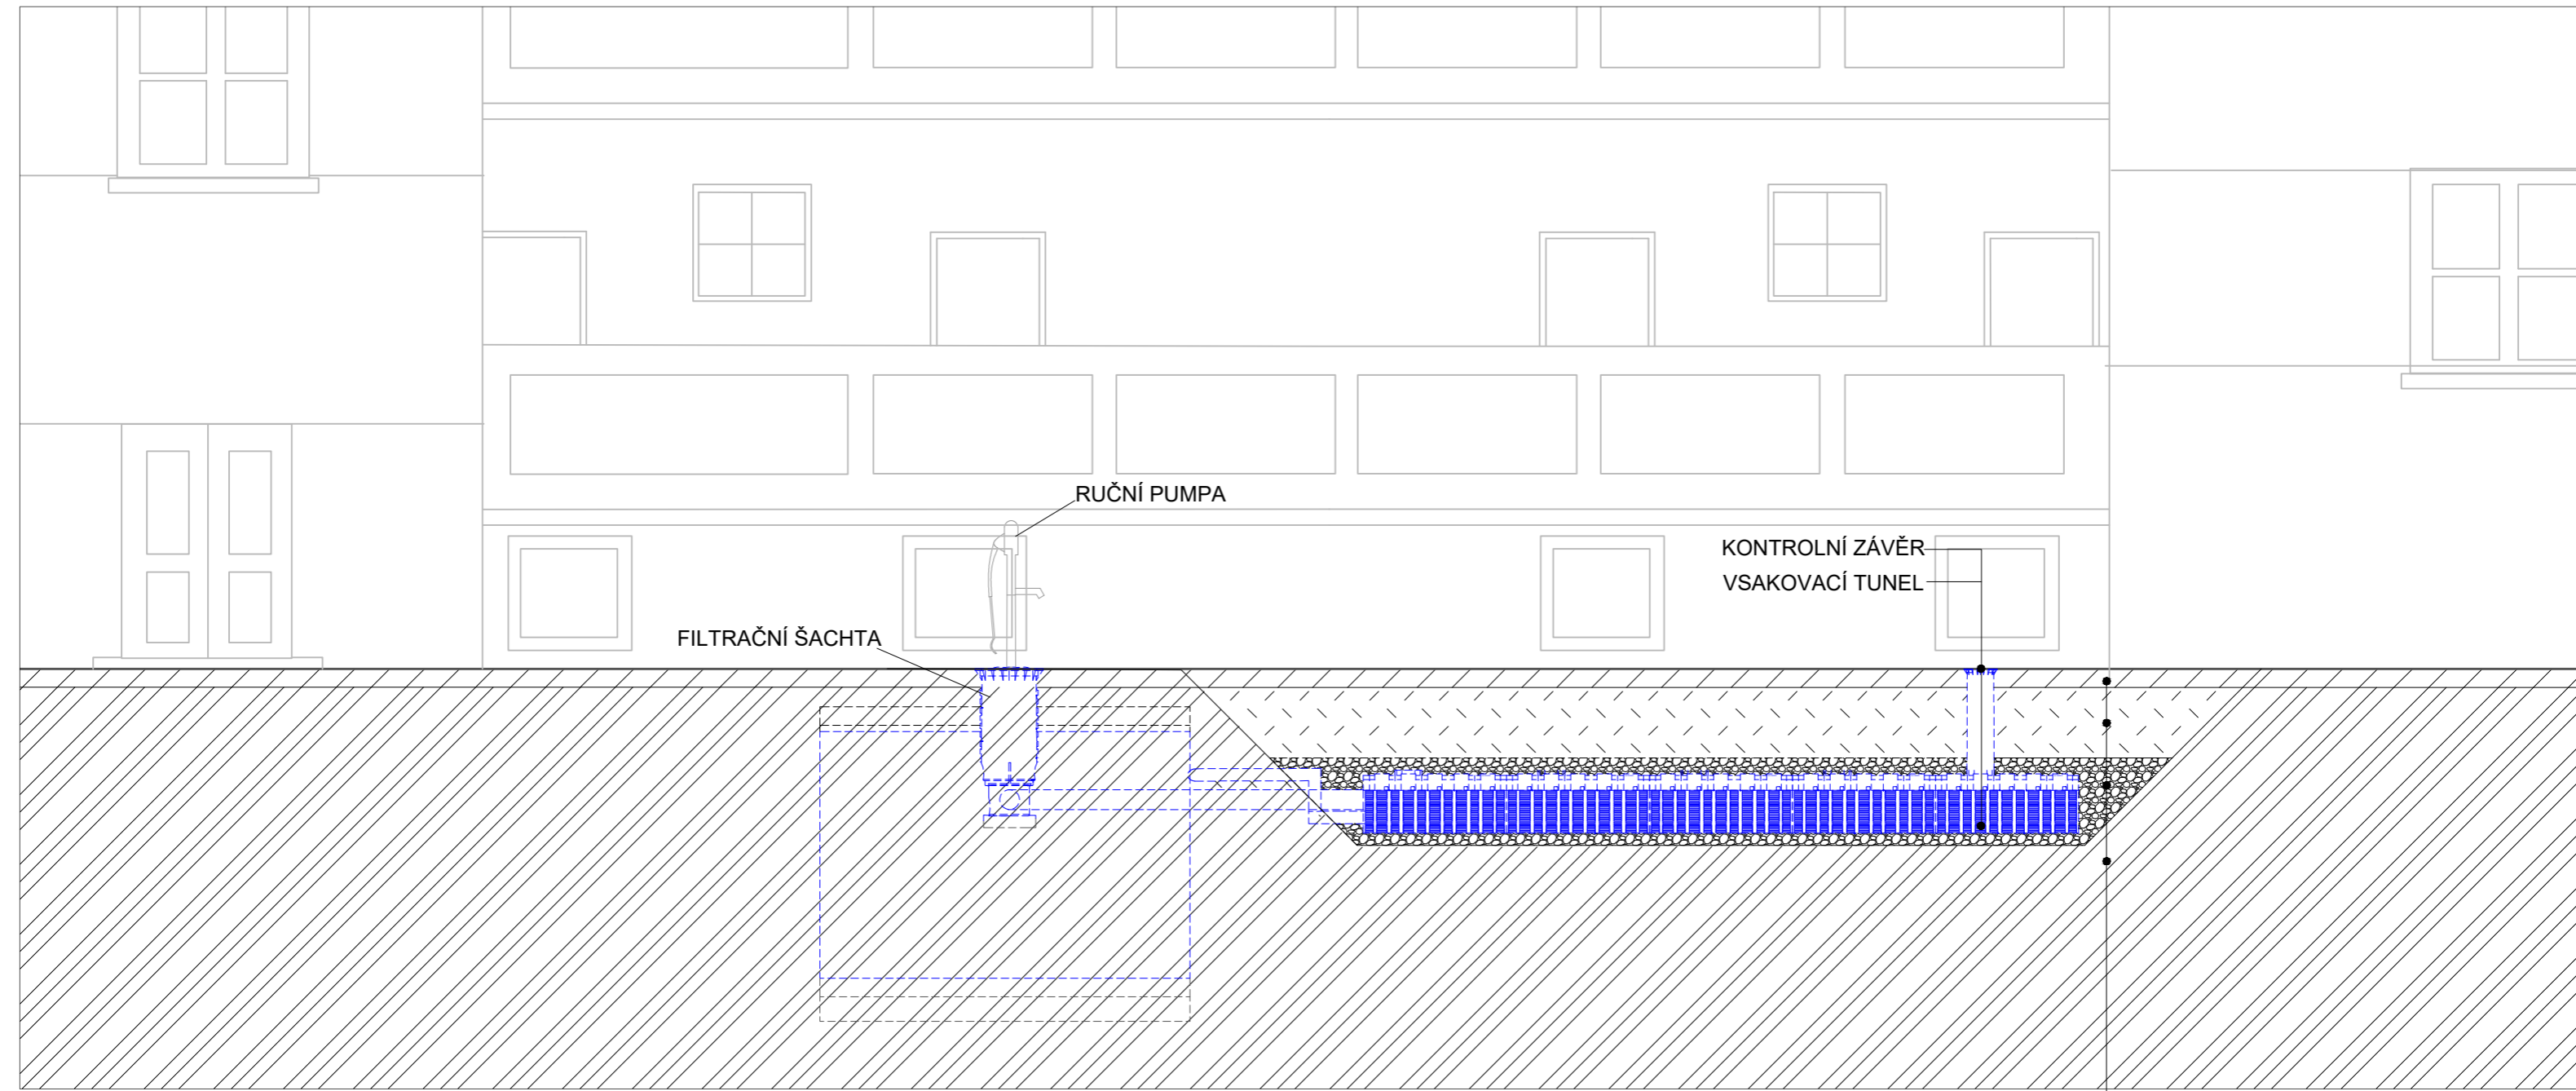 RUČNÍ PUMPA
KONTROLNÍ ZÁVĚR
VSAKOVACÍ TUNEL
FILTRAČNÍ ŠACHTA